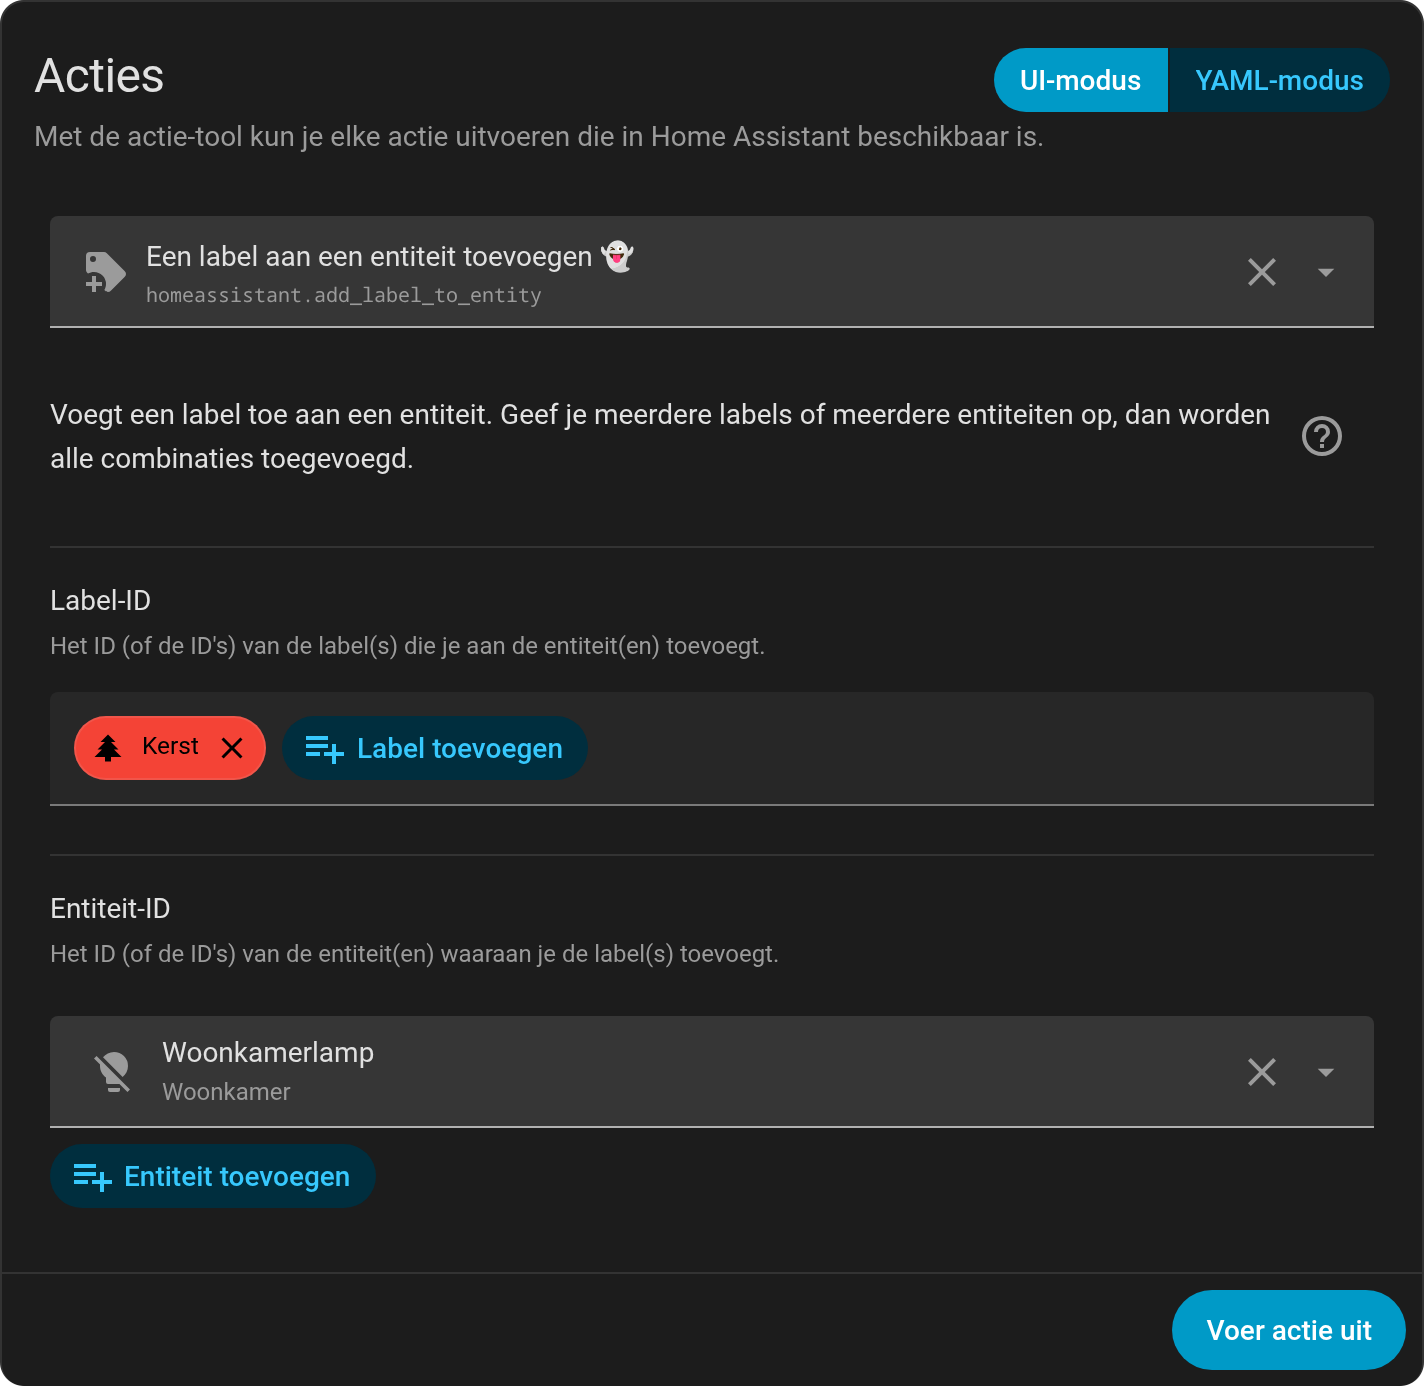 Acties
UI-modus
YAML-modus
Met de actie-tool kun je elke actie uitvoeren die in Home Assistant beschikbaar is.
Een label aan een entiteit toevoegen 👻
homeassistant.add_label_to_entity
Voegt een label toe aan een entiteit. Geef je meerdere labels of meerdere entiteiten op, dan worden
alle combinaties toegevoegd.
Label-ID
Het ID (of de ID's) van de label(s) die je aan de entiteit(en) toevoegt.
Kerst
Label toevoegen
Entiteit-ID
Het ID (of de ID's) van de entiteit(en) waaraan je de label(s) toevoegt.
Woonkamerlamp
Woonkamer
Entiteit toevoegen
Voer actie uit